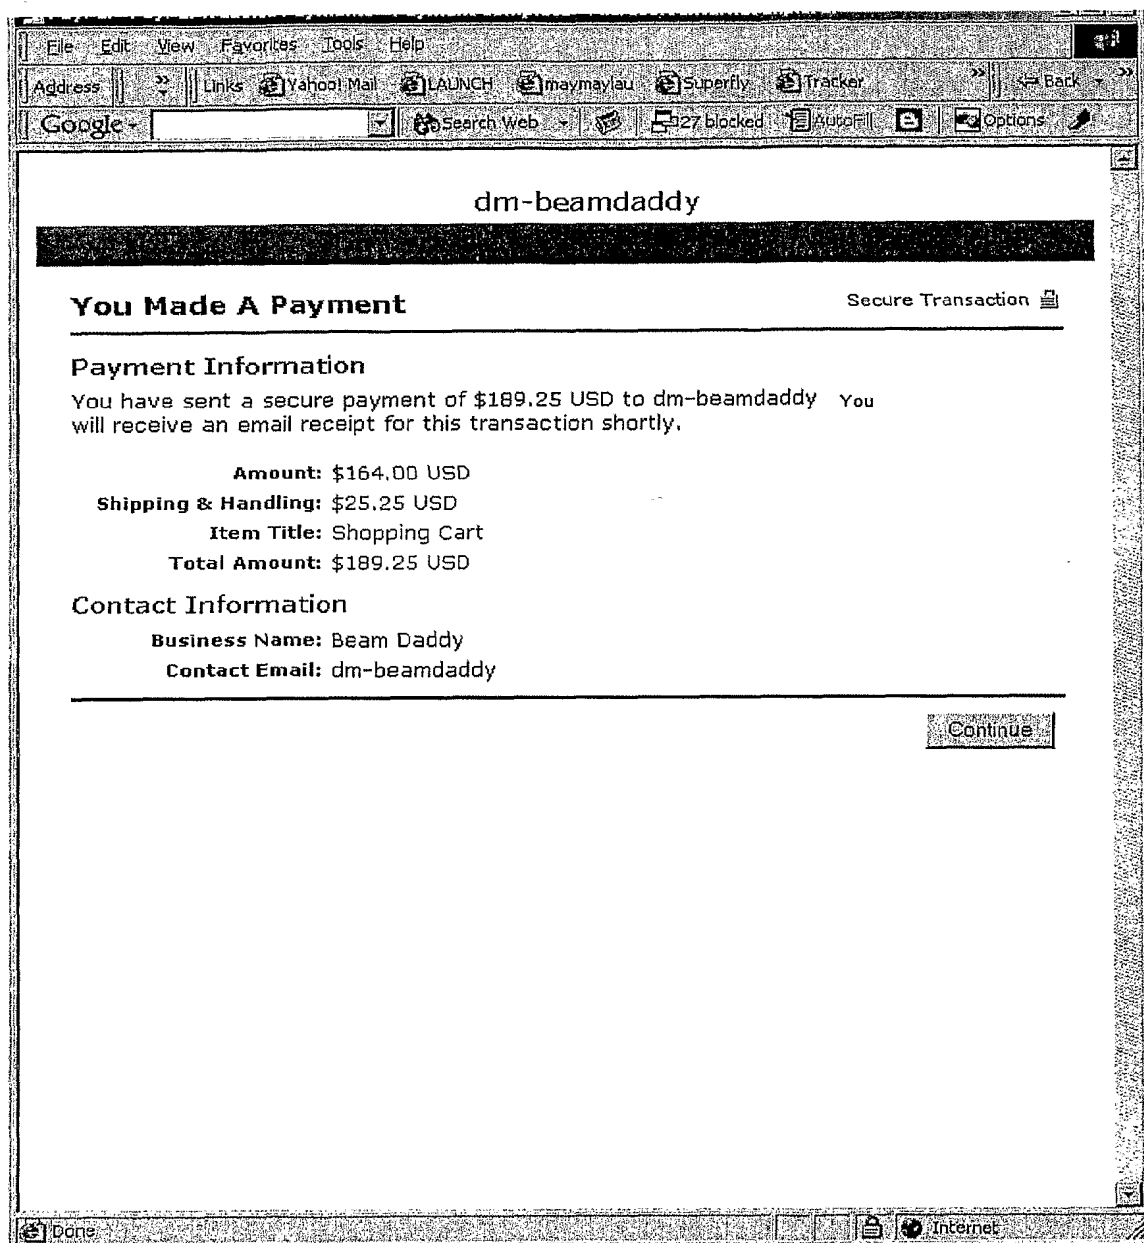 File Edit View Favorites Tools Help
Address » Links Yahoo! Mail LAUNCH maymaylau Superfly Tracker » Back »
Google Search Web 27 blocked AutoFill Options
dm-beamdaddy
You Made A Payment Secure Transaction
Payment Information
You have sent a secure payment of $189.25 USD to dm-beamdaddy You
will receive an email receipt for this transaction shortly.
Amount: $164.00 USD
Shipping & Handling: $25.25 USD
Item Title: Shopping Cart
Total Amount: $189.25 USD
Contact Information
Business Name: Beam Daddy
Contact Email: dm-beamdaddy
Continue
Done Internet